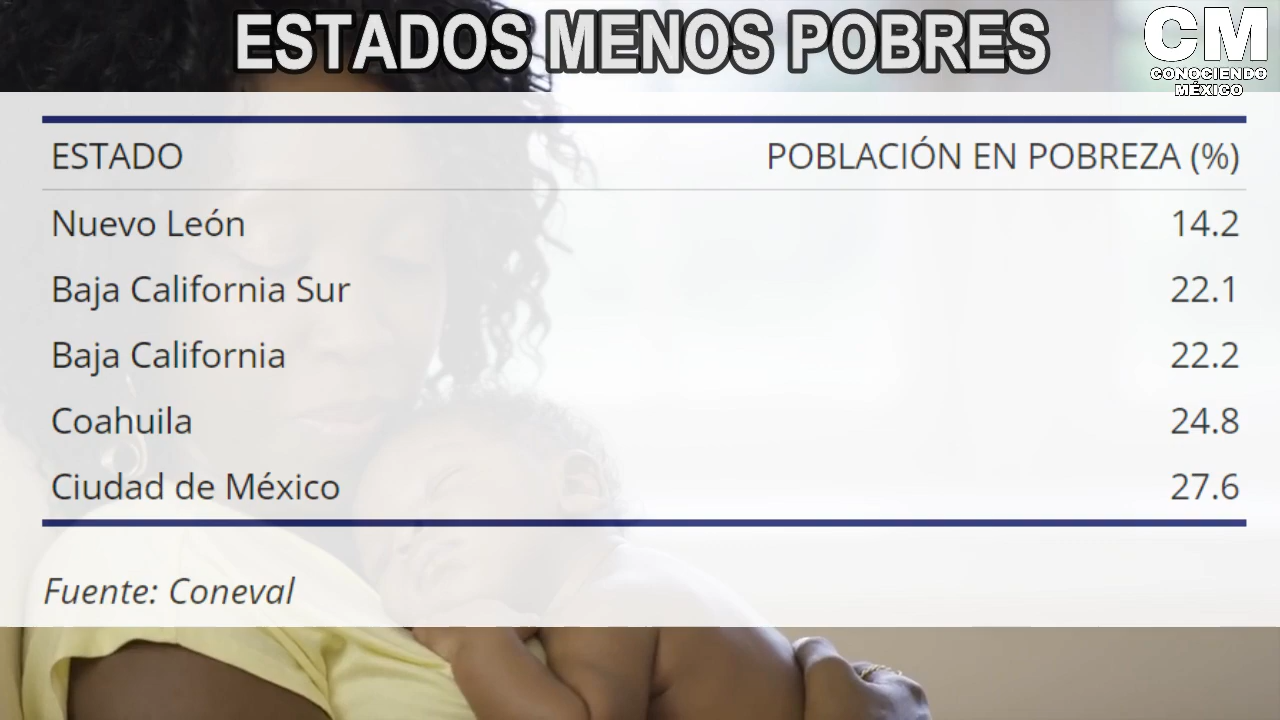 ESTADOS MENOS POBRES
CM
CONOCIENDO
MÉXICO
ESTADO POBLACIÓN EN POBREZA (%)
Nuevo León 14.2
Baja California Sur 22.1
Baja California 22.2
Coahuila 24.8
Ciudad de México 27.6
Fuente: Coneval